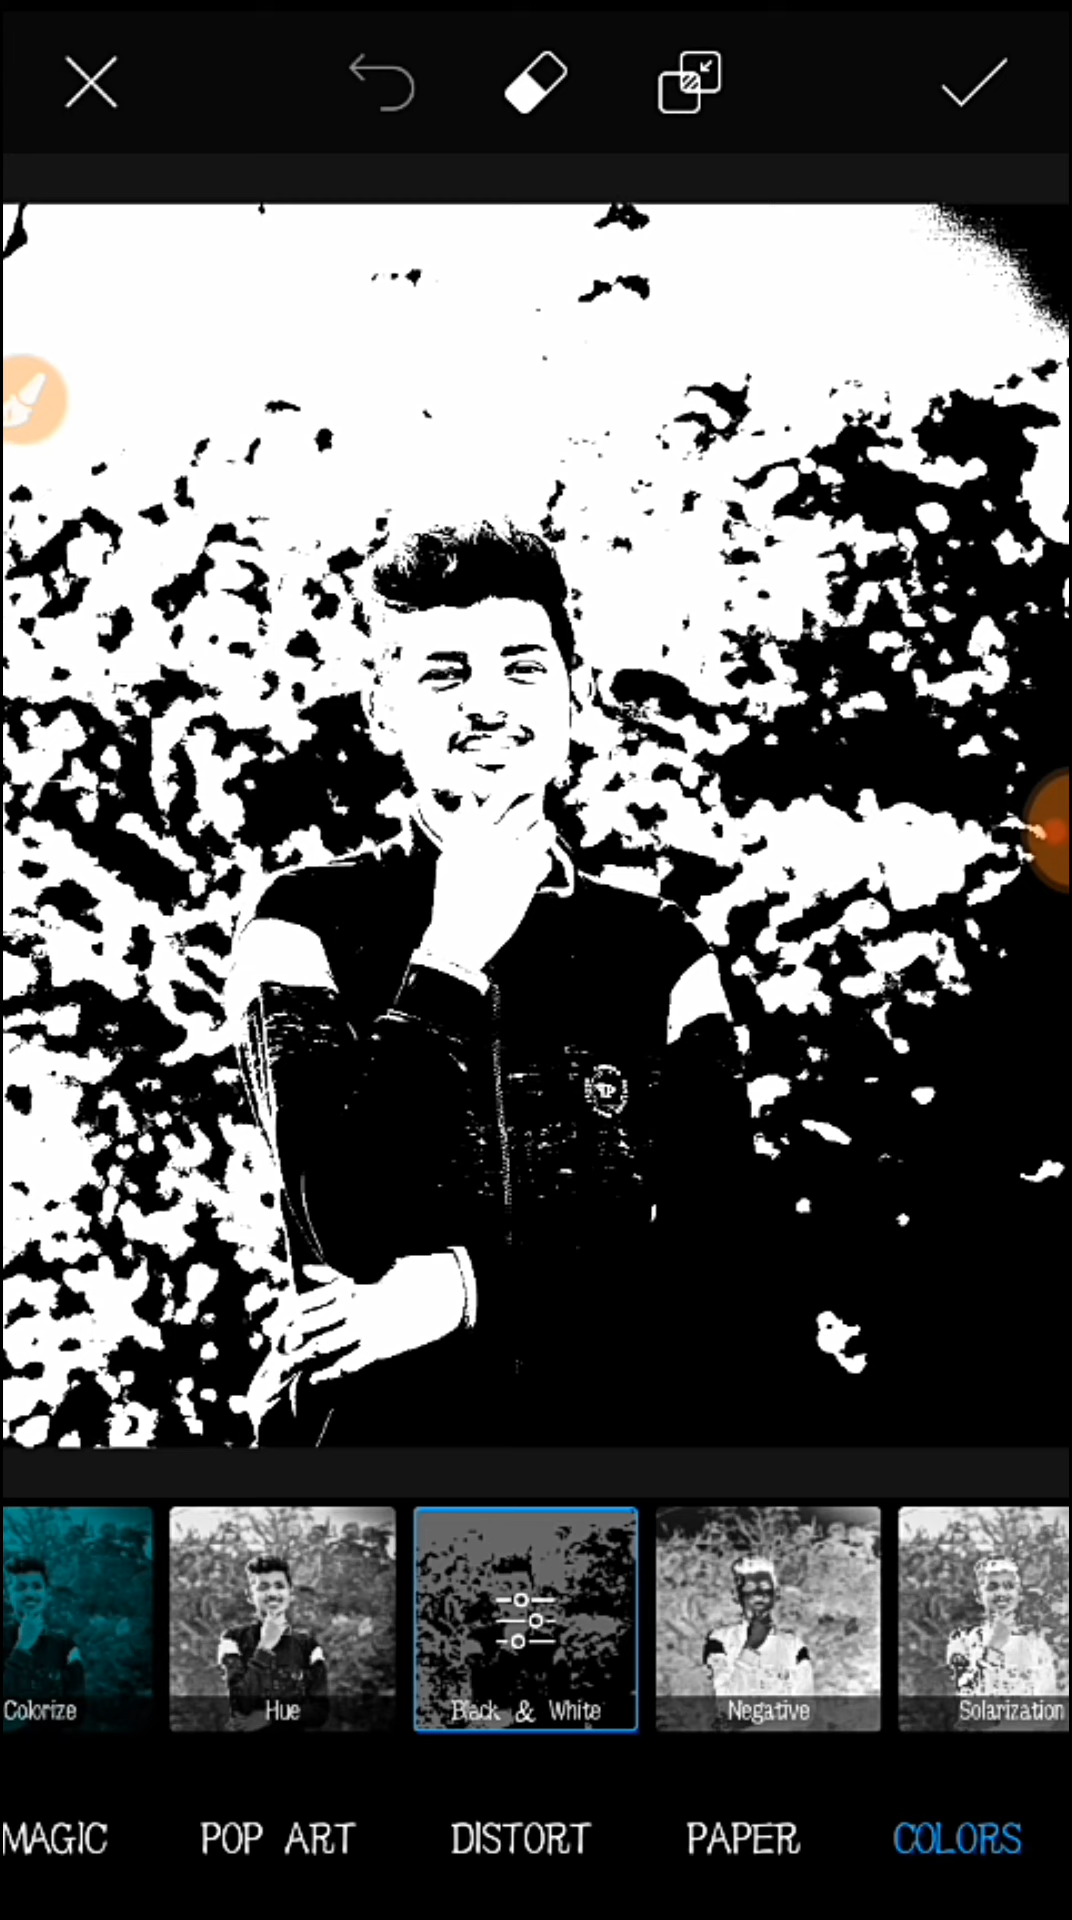 Colorize
Hue
Black & White
Negative
Solarization
MAGIC
POP ART
DISTORT
PAPER
COLORS